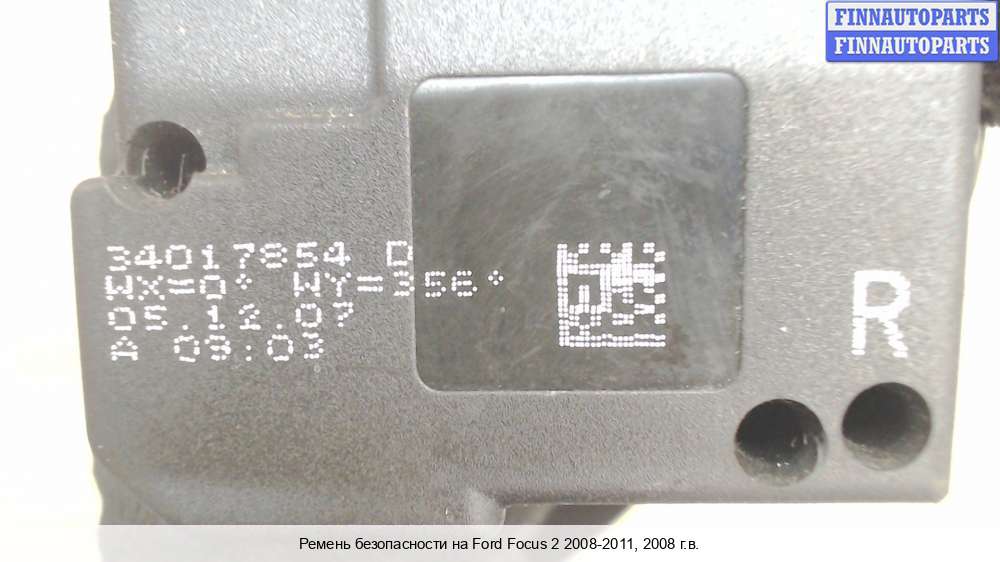 FINNAUTOPARTS
FINNAUTOPARTS
34017854 D
WX=0° WY=356°
05.12.07
A 09:03
R
Ремень безопасности на Ford Focus 2 2008-2011, 2008 г.в.